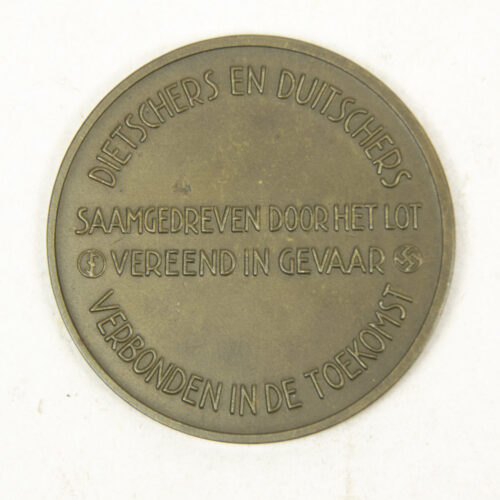 DIETSCHERS EN DUITSCHERS
SAAMGEDREVEN DOOR HET LOT
VEREEND IN GEVAAR
VERBONDEN IN DE TOEKOMST